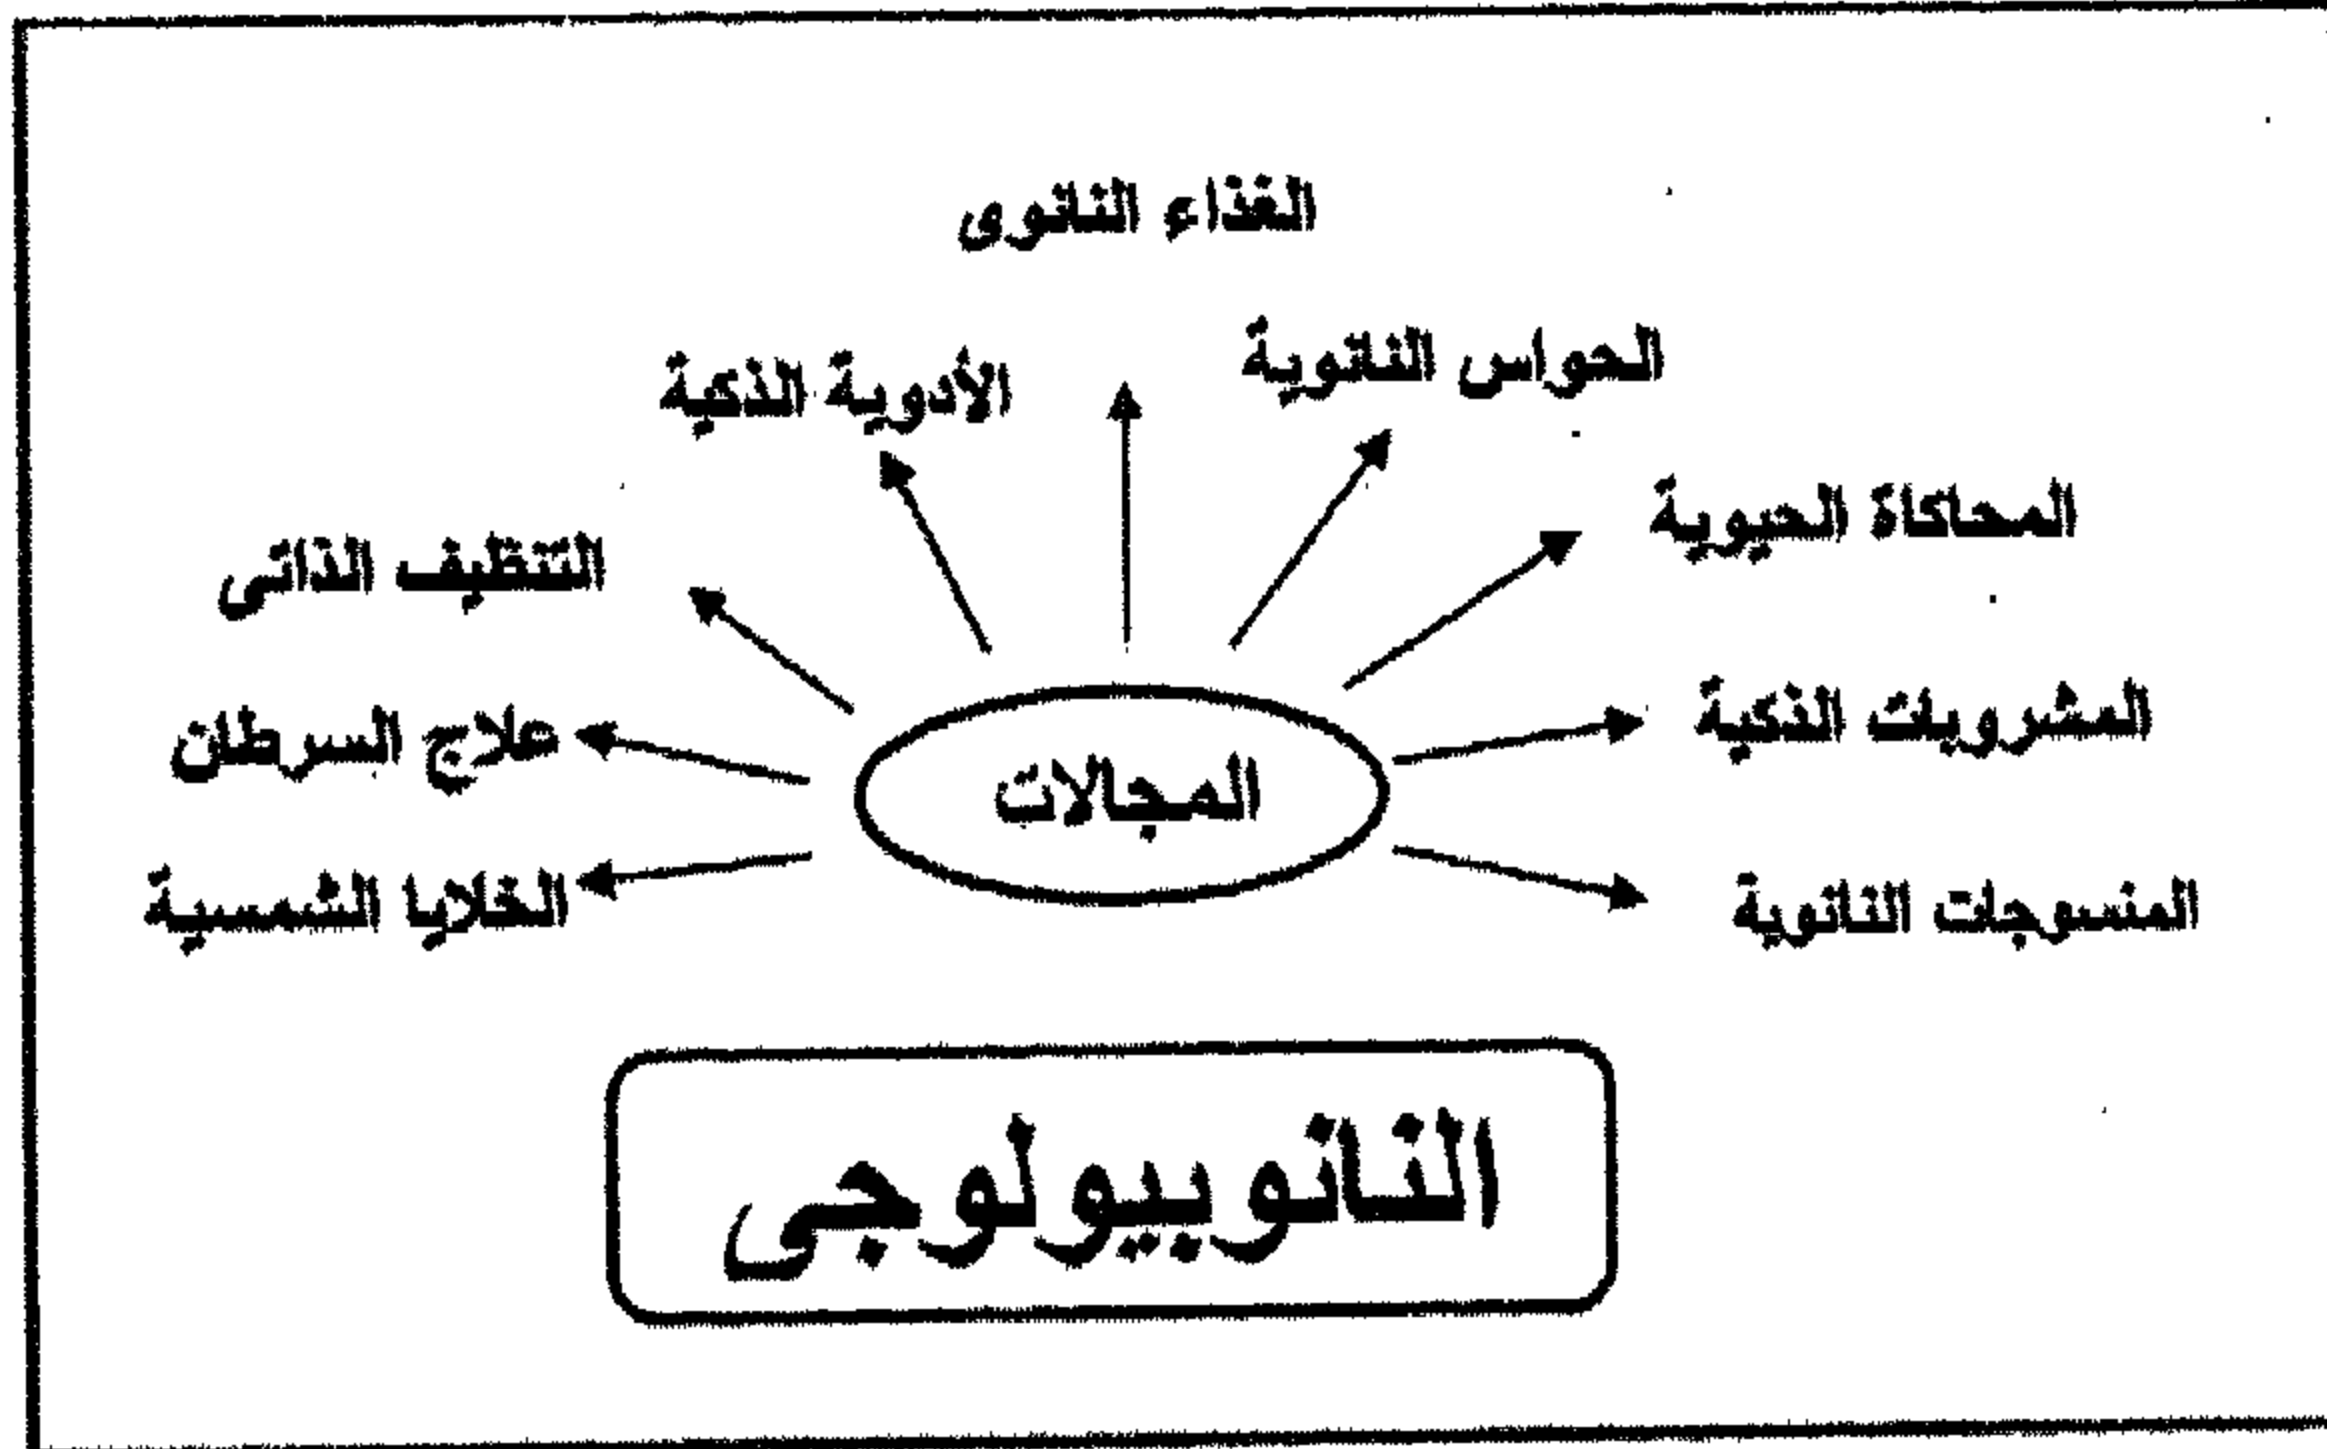 الغذاء النانوى
الحواس النانوية
الأدوية الذكية
المحاكاة الحيوية
التنظيف الذاتى
المشروبات الذكية
علاج السرطان
المجالات
المنسوجات النانوية
الخلايا الشمسية
النانوبيولوجى